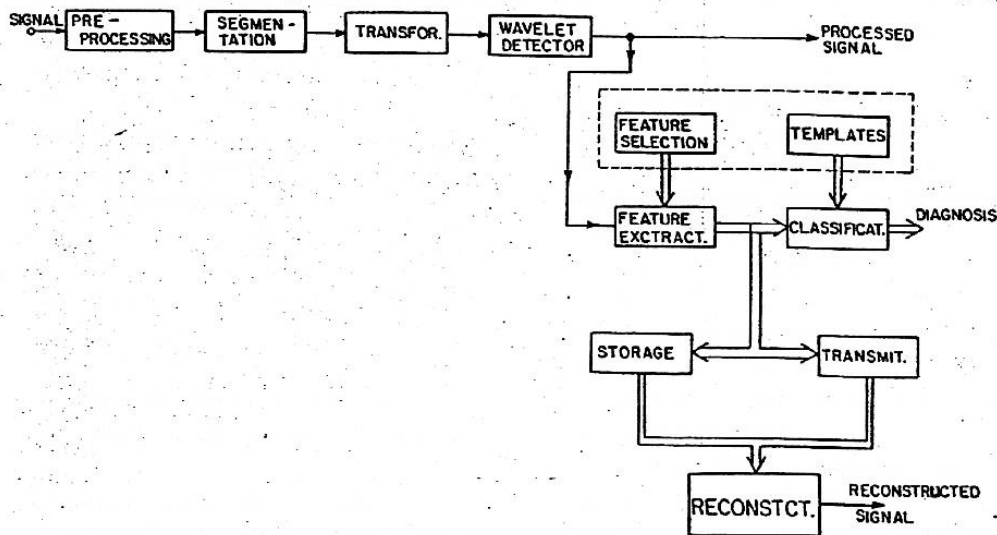 SIGNAL
PRE-
PROCESSING
SEGMEN-
TATION
TRANSFOR.
WAVELET
DETECTOR
PROCESSED
SIGNAL
FEATURE
SELECTION
TEMPLATES
FEATURE
EXCTRACT.
CLASSIFICAT.
DIAGNOSIS
STORAGE
TRANSMIT.
RECONSTCT.
RECONSTRUCTED
SIGNAL